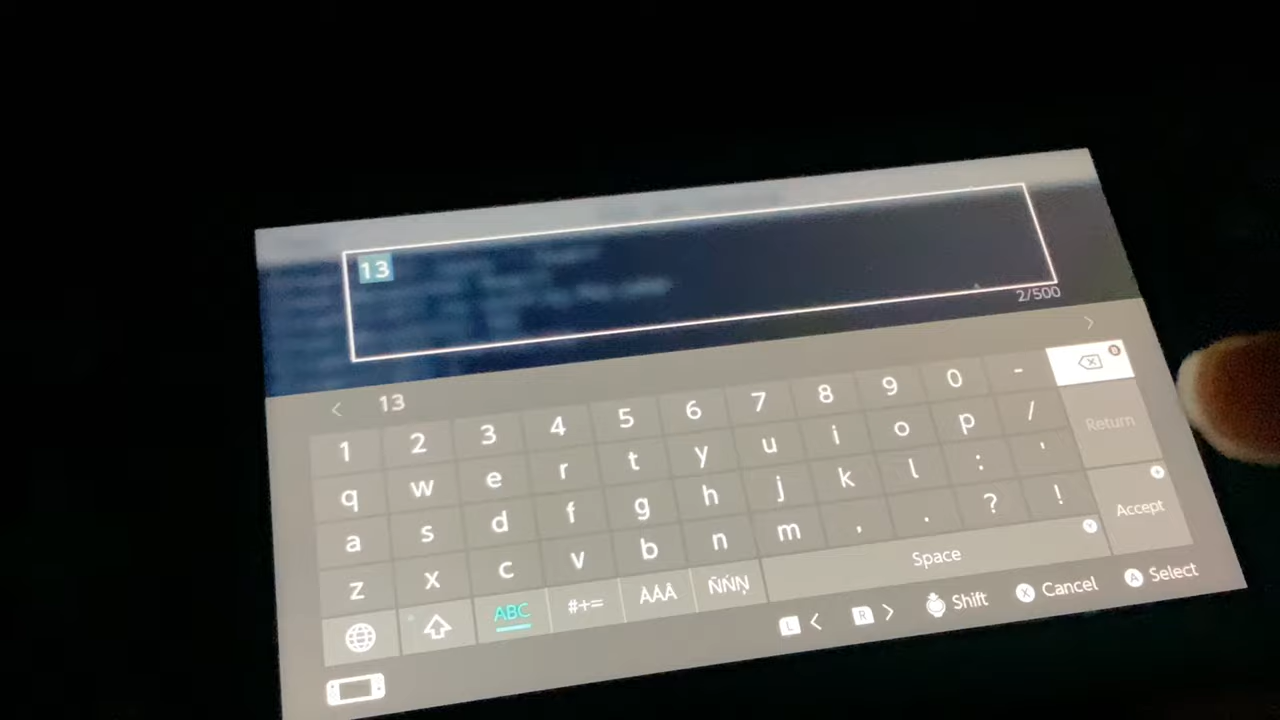 13
2/500
13
1 2 3 4 5 6 7 8 9 0 -
q w e r t y u i o p / Return
a s d f g h j k l : '
z x c v b n m , . ? ! Accept
ABC #+= ÀÁÂ ÑŃŅ Space
L < R > Shift X Cancel A Select